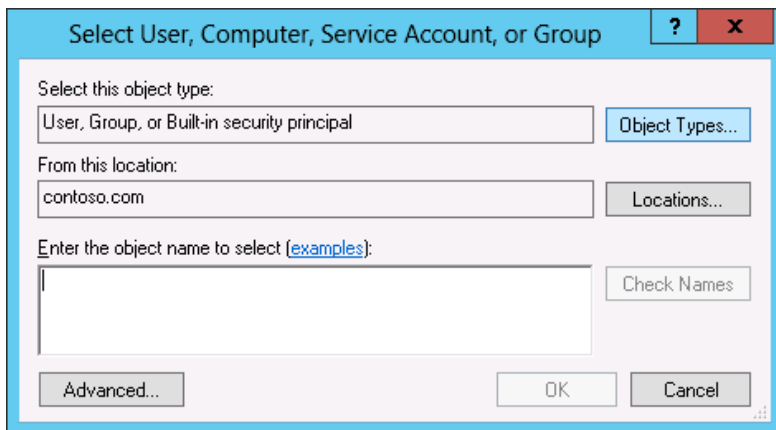 Select User, Computer, Service Account, or Group
? x
Select this object type:
User, Group, or Built-in security principal
Object Types...
From this location:
contoso.com
Locations...
Enter the object name to select (examples):
Check Names
Advanced...
OK
Cancel